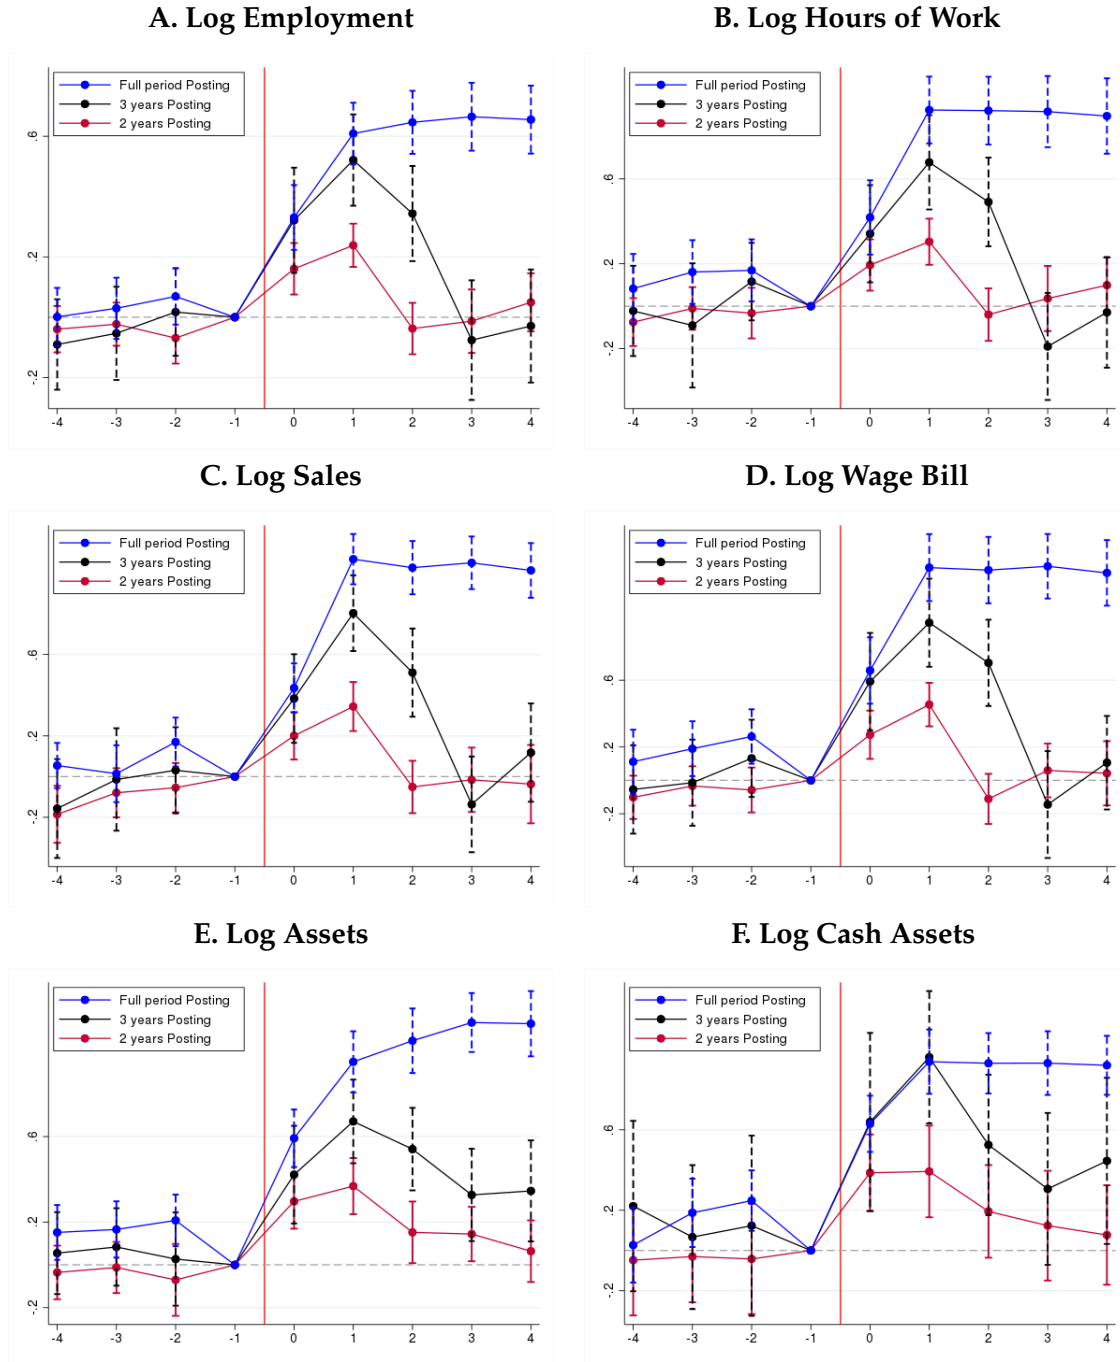 A. Log Employment
Full period Posting
3 years Posting
2 years Posting
.6
.2
-.2
-4 -3 -2 -1 0 1 2 3 4
B. Log Hours of Work
Full period Posting
3 years Posting
2 years Posting
.6
.2
-.2
-4 -3 -2 -1 0 1 2 3 4
C. Log Sales
Full period Posting
3 years Posting
2 years Posting
.6
.2
-.2
-4 -3 -2 -1 0 1 2 3 4
D. Log Wage Bill
Full period Posting
3 years Posting
2 years Posting
.6
.2
-.2
-4 -3 -2 -1 0 1 2 3 4
E. Log Assets
Full period Posting
3 years Posting
2 years Posting
.6
.2
-.2
-4 -3 -2 -1 0 1 2 3 4
F. Log Cash Assets
Full period Posting
3 years Posting
2 years Posting
.6
.2
-.2
-4 -3 -2 -1 0 1 2 3 4